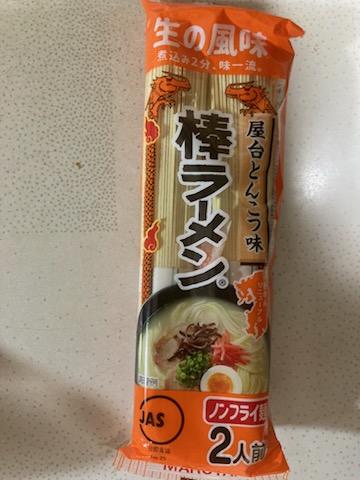 生の風味
煮込み2分、味一流。
屋台とんこつ味
棒ラーメン®
JAS
ノンフライ麺
2人前